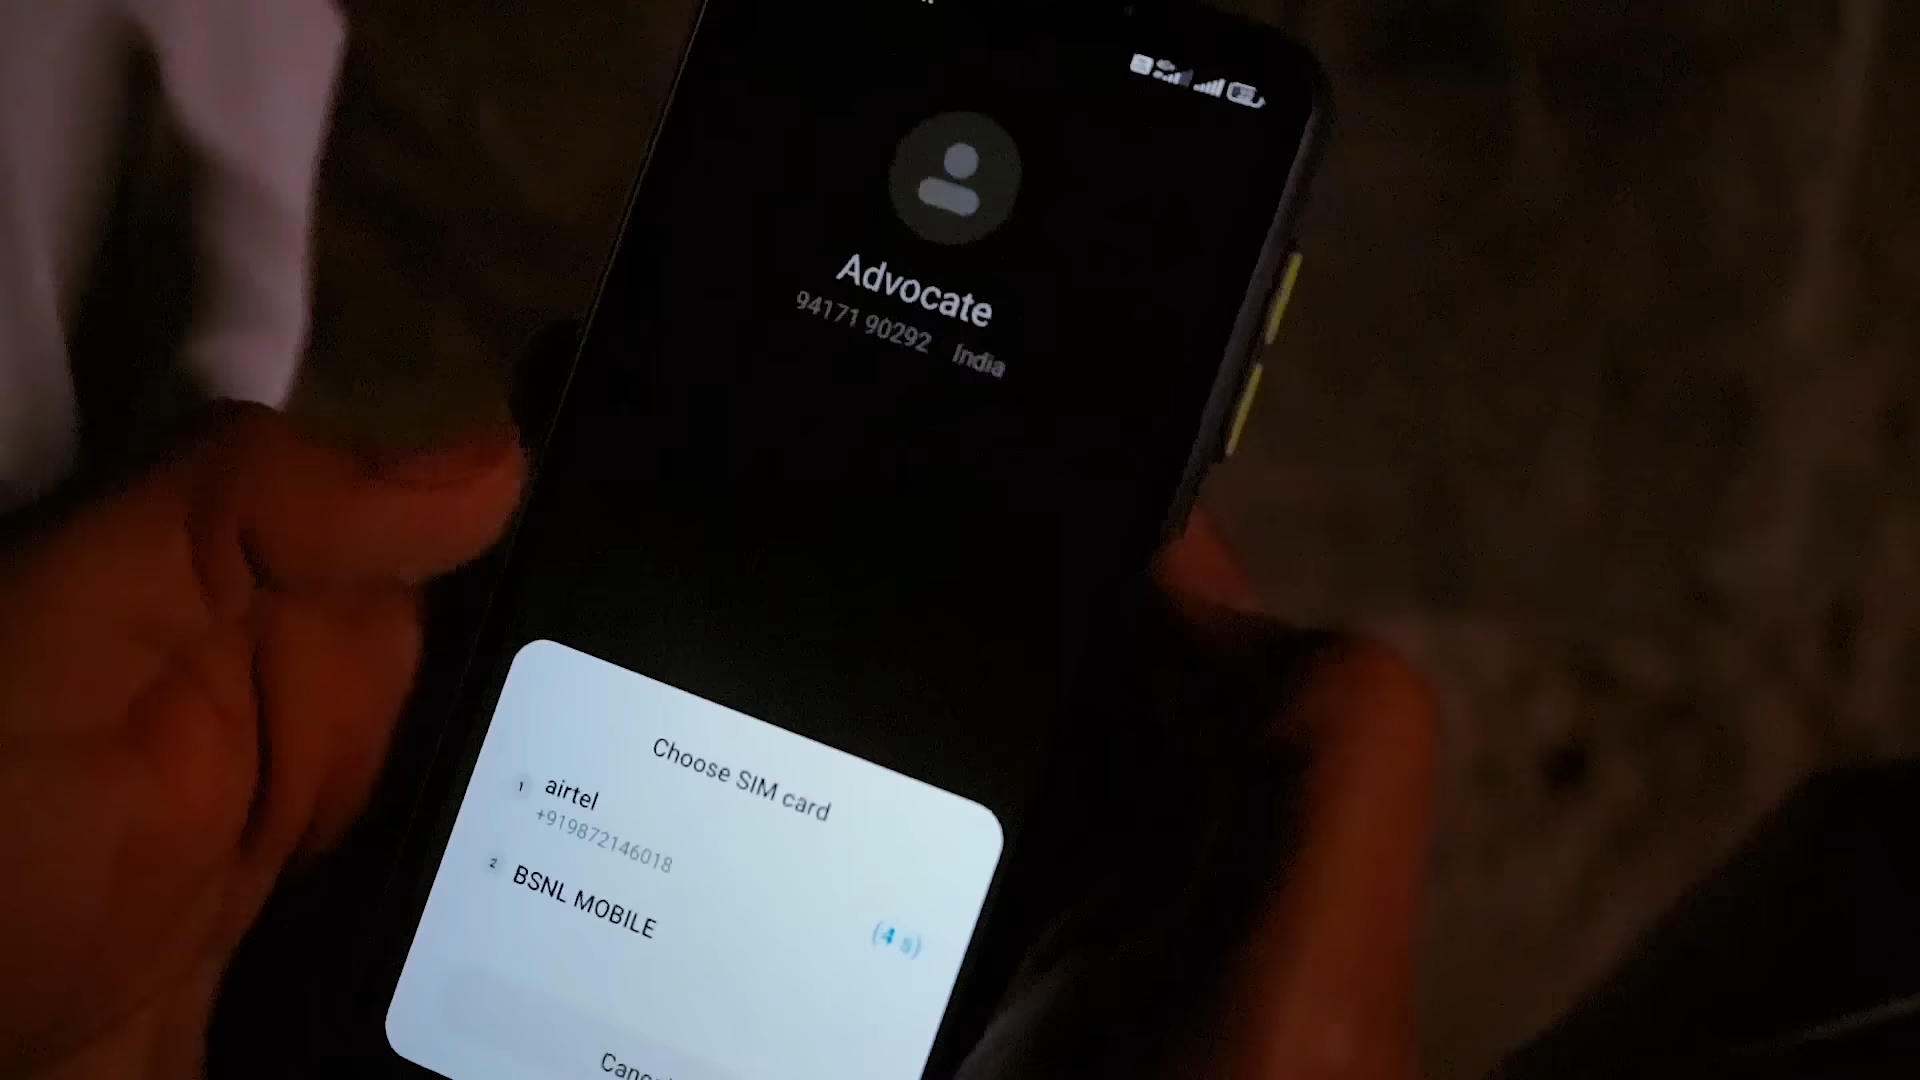 Advocate
94171 90292 India
Choose SIM card
1 airtel
+919872146018
2 BSNL MOBILE
(4 s)